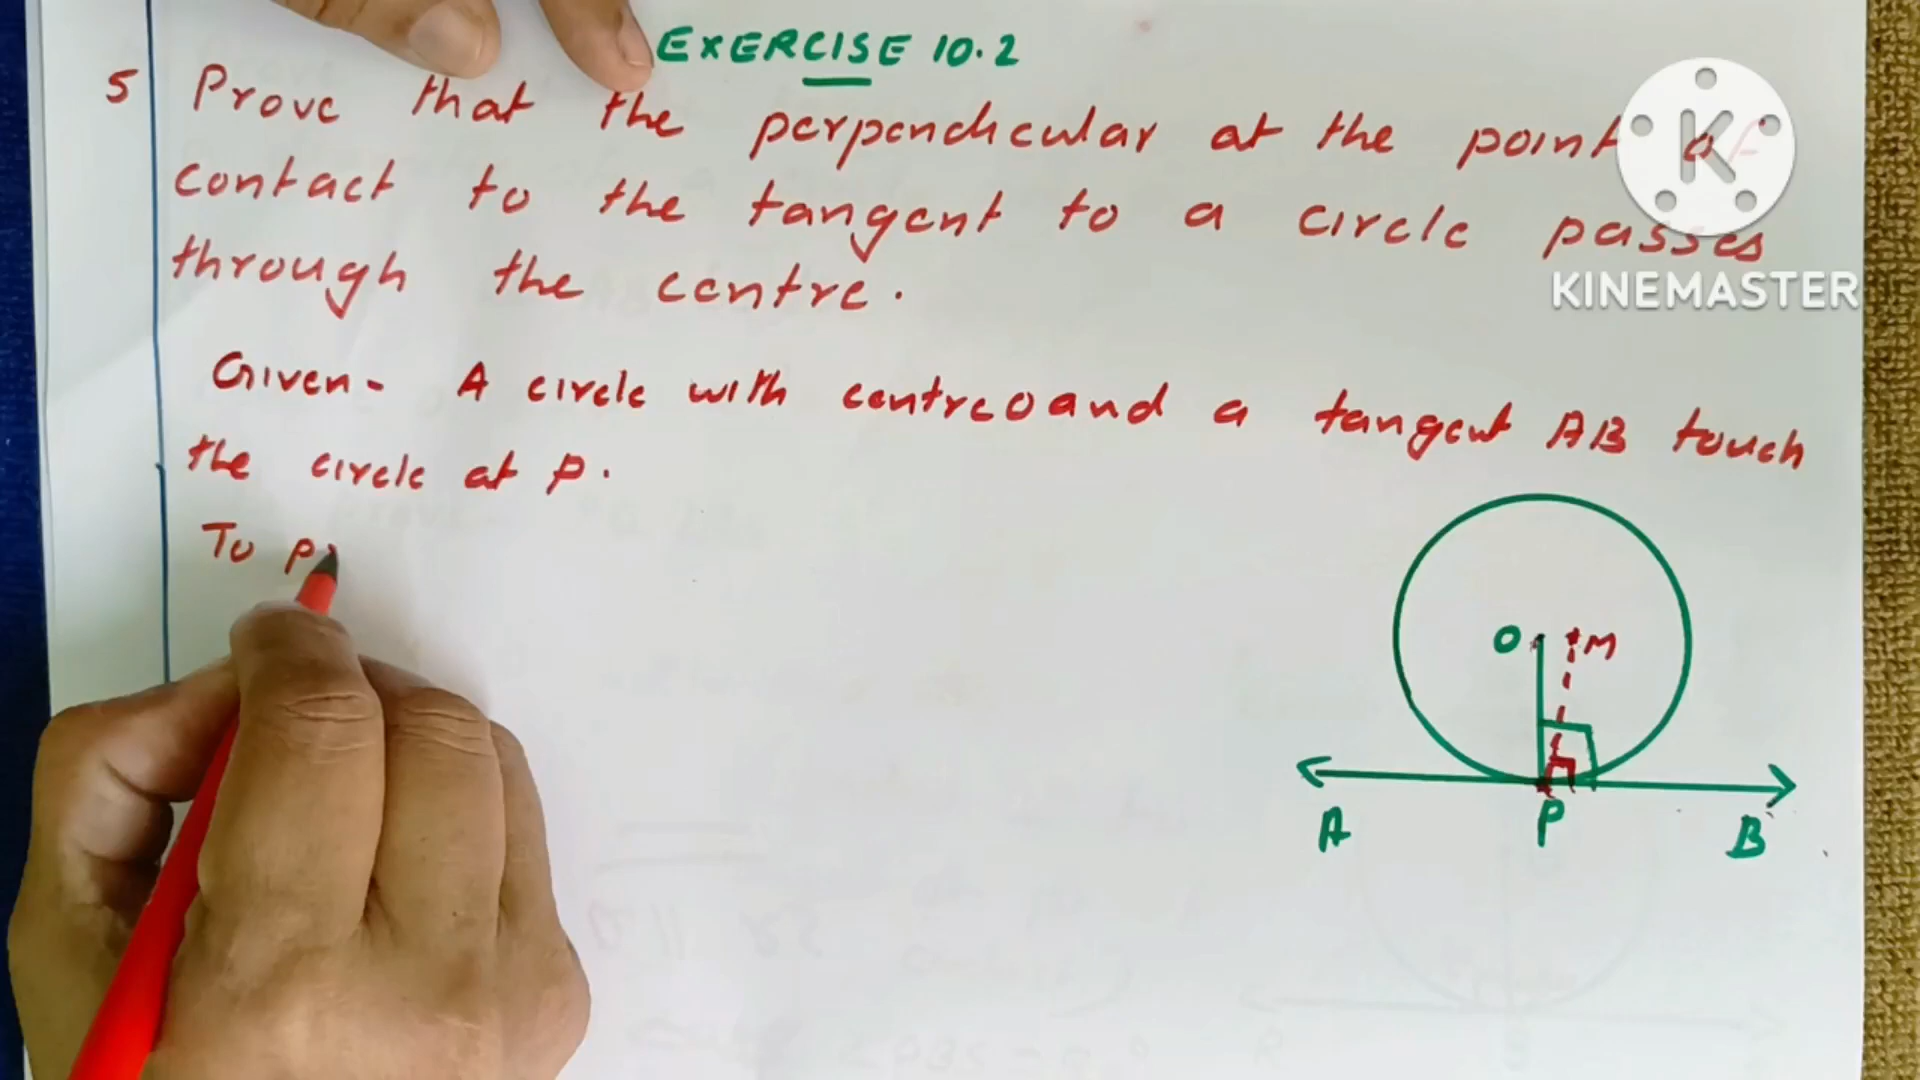 EXERCISE 10.2
5 Prove that the perpendicular at the point of
contact to the tangent to a circle passes
through the centre.
K
KINEMASTER
Given- A circle with centre O and a tangent AB touch
the circle at P.
To pr
O M
A P B